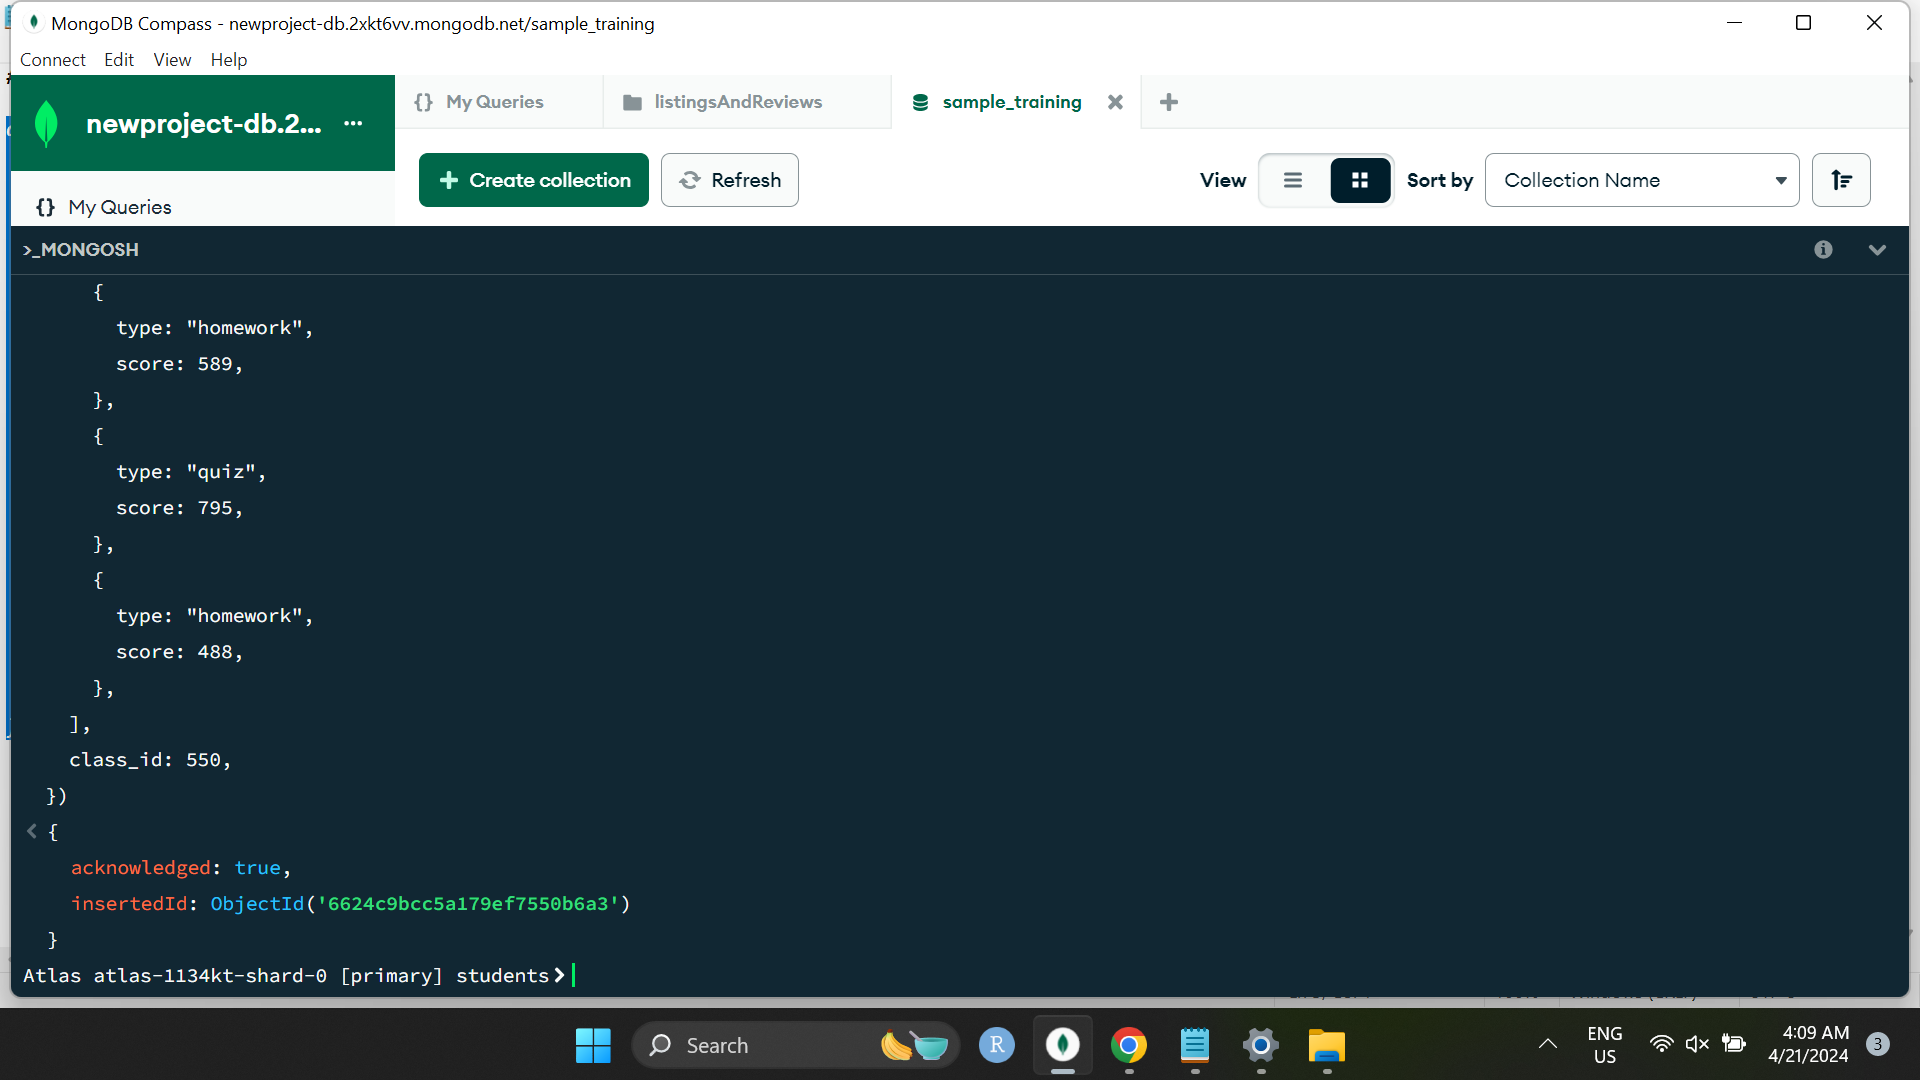 MongoDB Compass - newproject-db.2xkt6vv.mongodb.net/sample_training
Connect Edit View Help
newproject-db.2... ...
{} My Queries
listingsAndReviews
sample_training
Create collection
Refresh
View
Sort by
Collection Name
{} My Queries
>_MONGOSH
{
type: "homework",
score: 589,
},
{
type: "quiz",
score: 795,
},
{
type: "homework",
score: 488,
},
],
class_id: 550,
})
< {
acknowledged: true,
insertedId: ObjectId('6624c9bcc5a179ef7550b6a3')
}
Atlas atlas-1134kt-shard-0 [primary] students>
Search
R
ENG
US
4:09 AM
4/21/2024
3